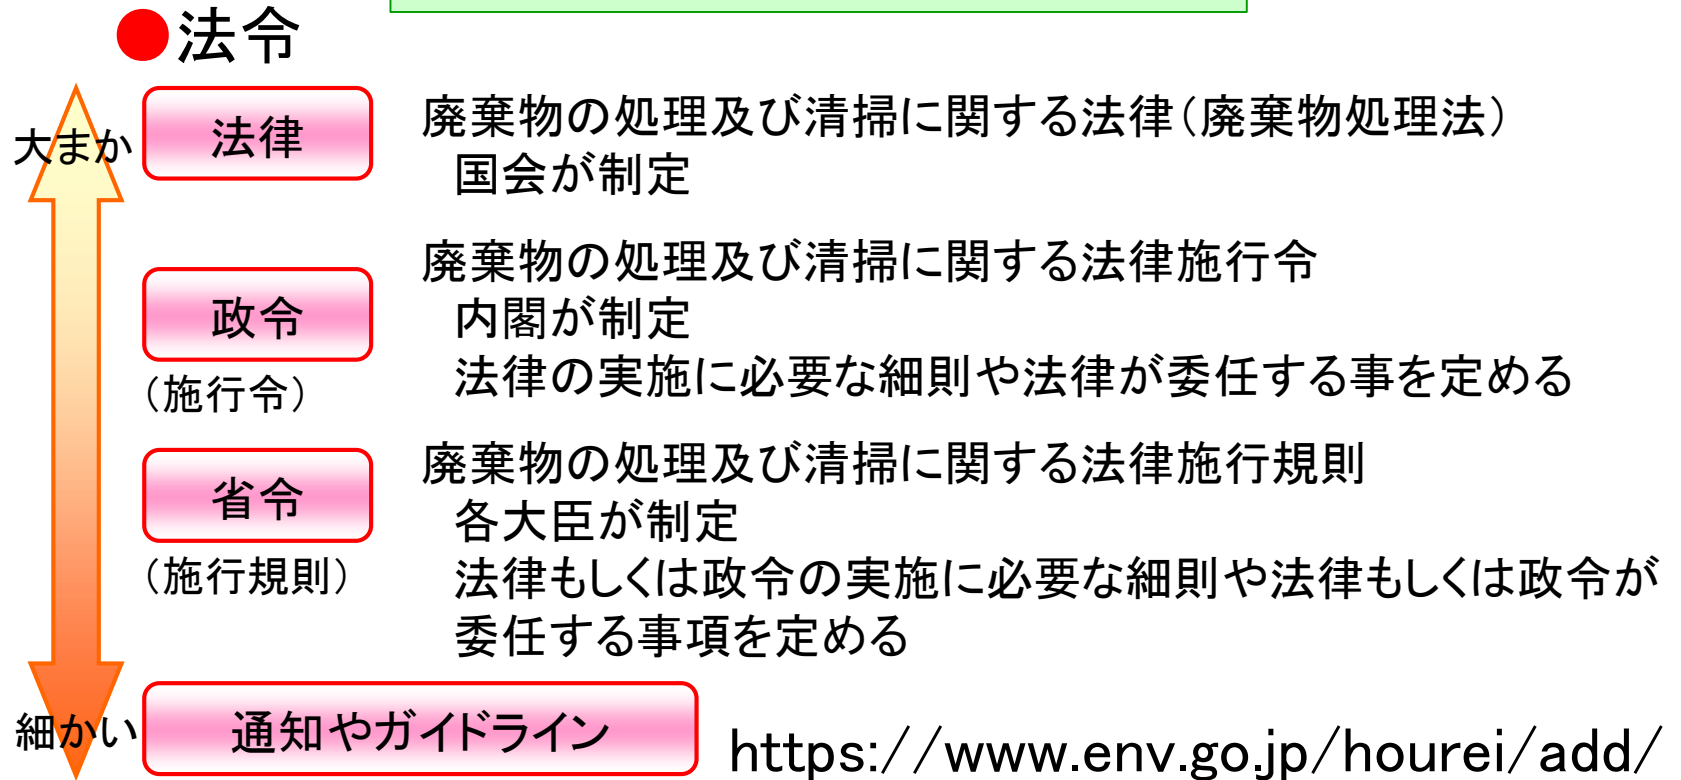 ●法令
大まか
法律
廃棄物の処理及び清掃に関する法律（廃棄物処理法）
国会が制定
政令
（施行令）
廃棄物の処理及び清掃に関する法律施行令
内閣が制定
法律の実施に必要な細則や法律が委任する事を定める
省令
（施行規則）
廃棄物の処理及び清掃に関する法律施行規則
各大臣が制定
法律もしくは政令の実施に必要な細則や法律もしくは政令が
委任する事項を定める
細かい
通知やガイドライン
https://www.env.go.jp/hourei/add/